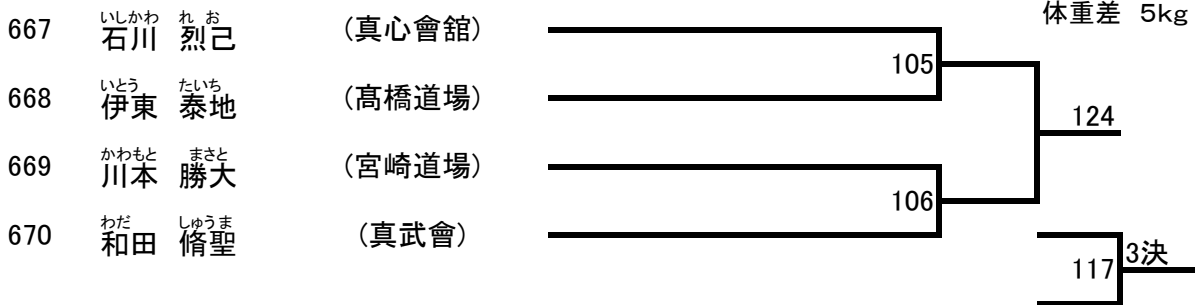 体重差 5kg
いしかわ れお
667 石川 烈己 (真心會舘)
105
いとう たいち
668 伊東 泰地 (髙橋道場)
124
かわもと まさと
669 川本 勝大 (宮崎道場)
106
わだ しゅうま
670 和田 脩聖 (真武會)
3決
117